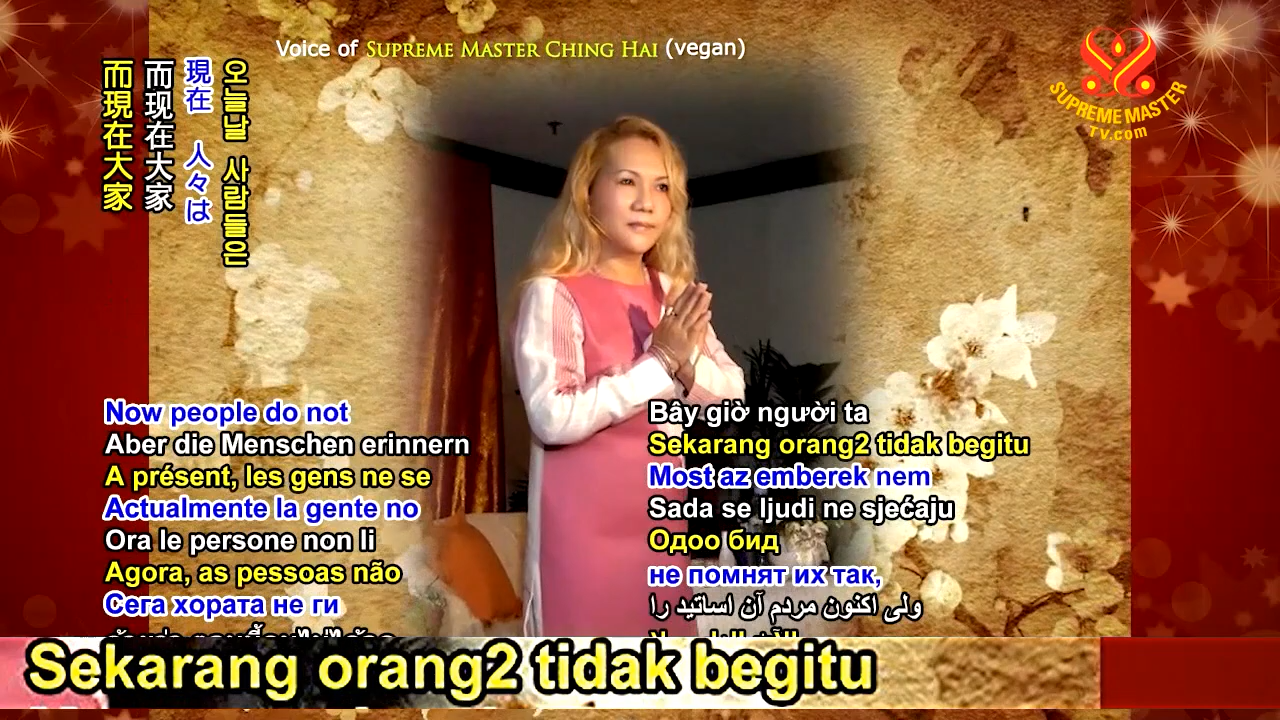 Voice of SUPREME MASTER CHING HAI (vegan)
SUPREME MASTER
TV.com
오늘날 사람들은
現在 人々は
而现在大家
而現在大家
Now people do not
Aber die Menschen erinnern
A présent, les gens ne se
Actualmente la gente no
Ora le persone non li
Agora, as pessoas não
Сега хората не ги
Bây giờ người ta
Sekarang orang2 tidak begitu
Most az emberek nem
Sada se ljudi ne sjećaju
Одоо бид
не помнят их так,
ولی اکنون مردم آن اساتید را
Sekarang orang2 tidak begitu